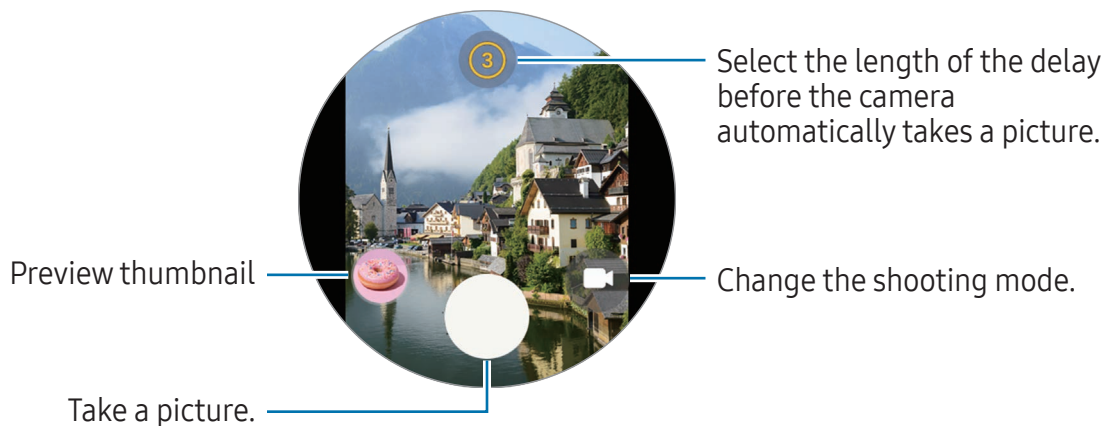 3
Select the length of the delay
before the camera
automatically takes a picture.
Preview thumbnail
Change the shooting mode.
Take a picture.